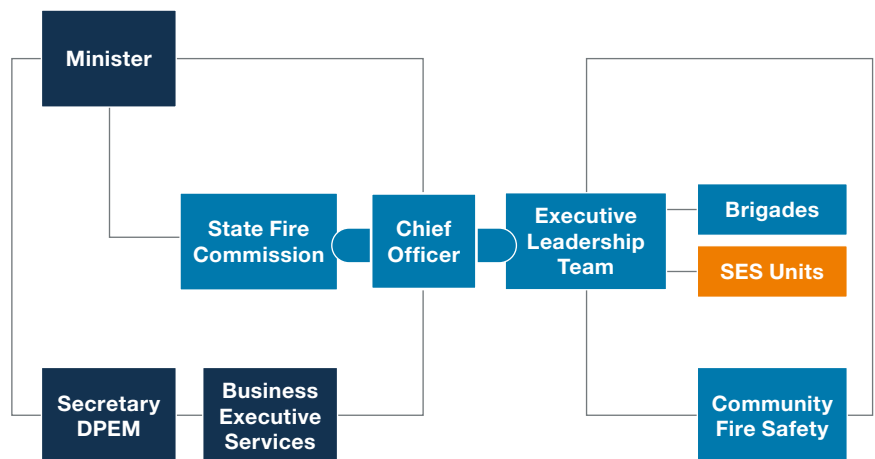 Minister
State Fire
Commission
Chief
Officer
Executive
Leadership
Team
Brigades
SES Units
Secretary
DPEM
Business
Executive
Services
Community
Fire Safety